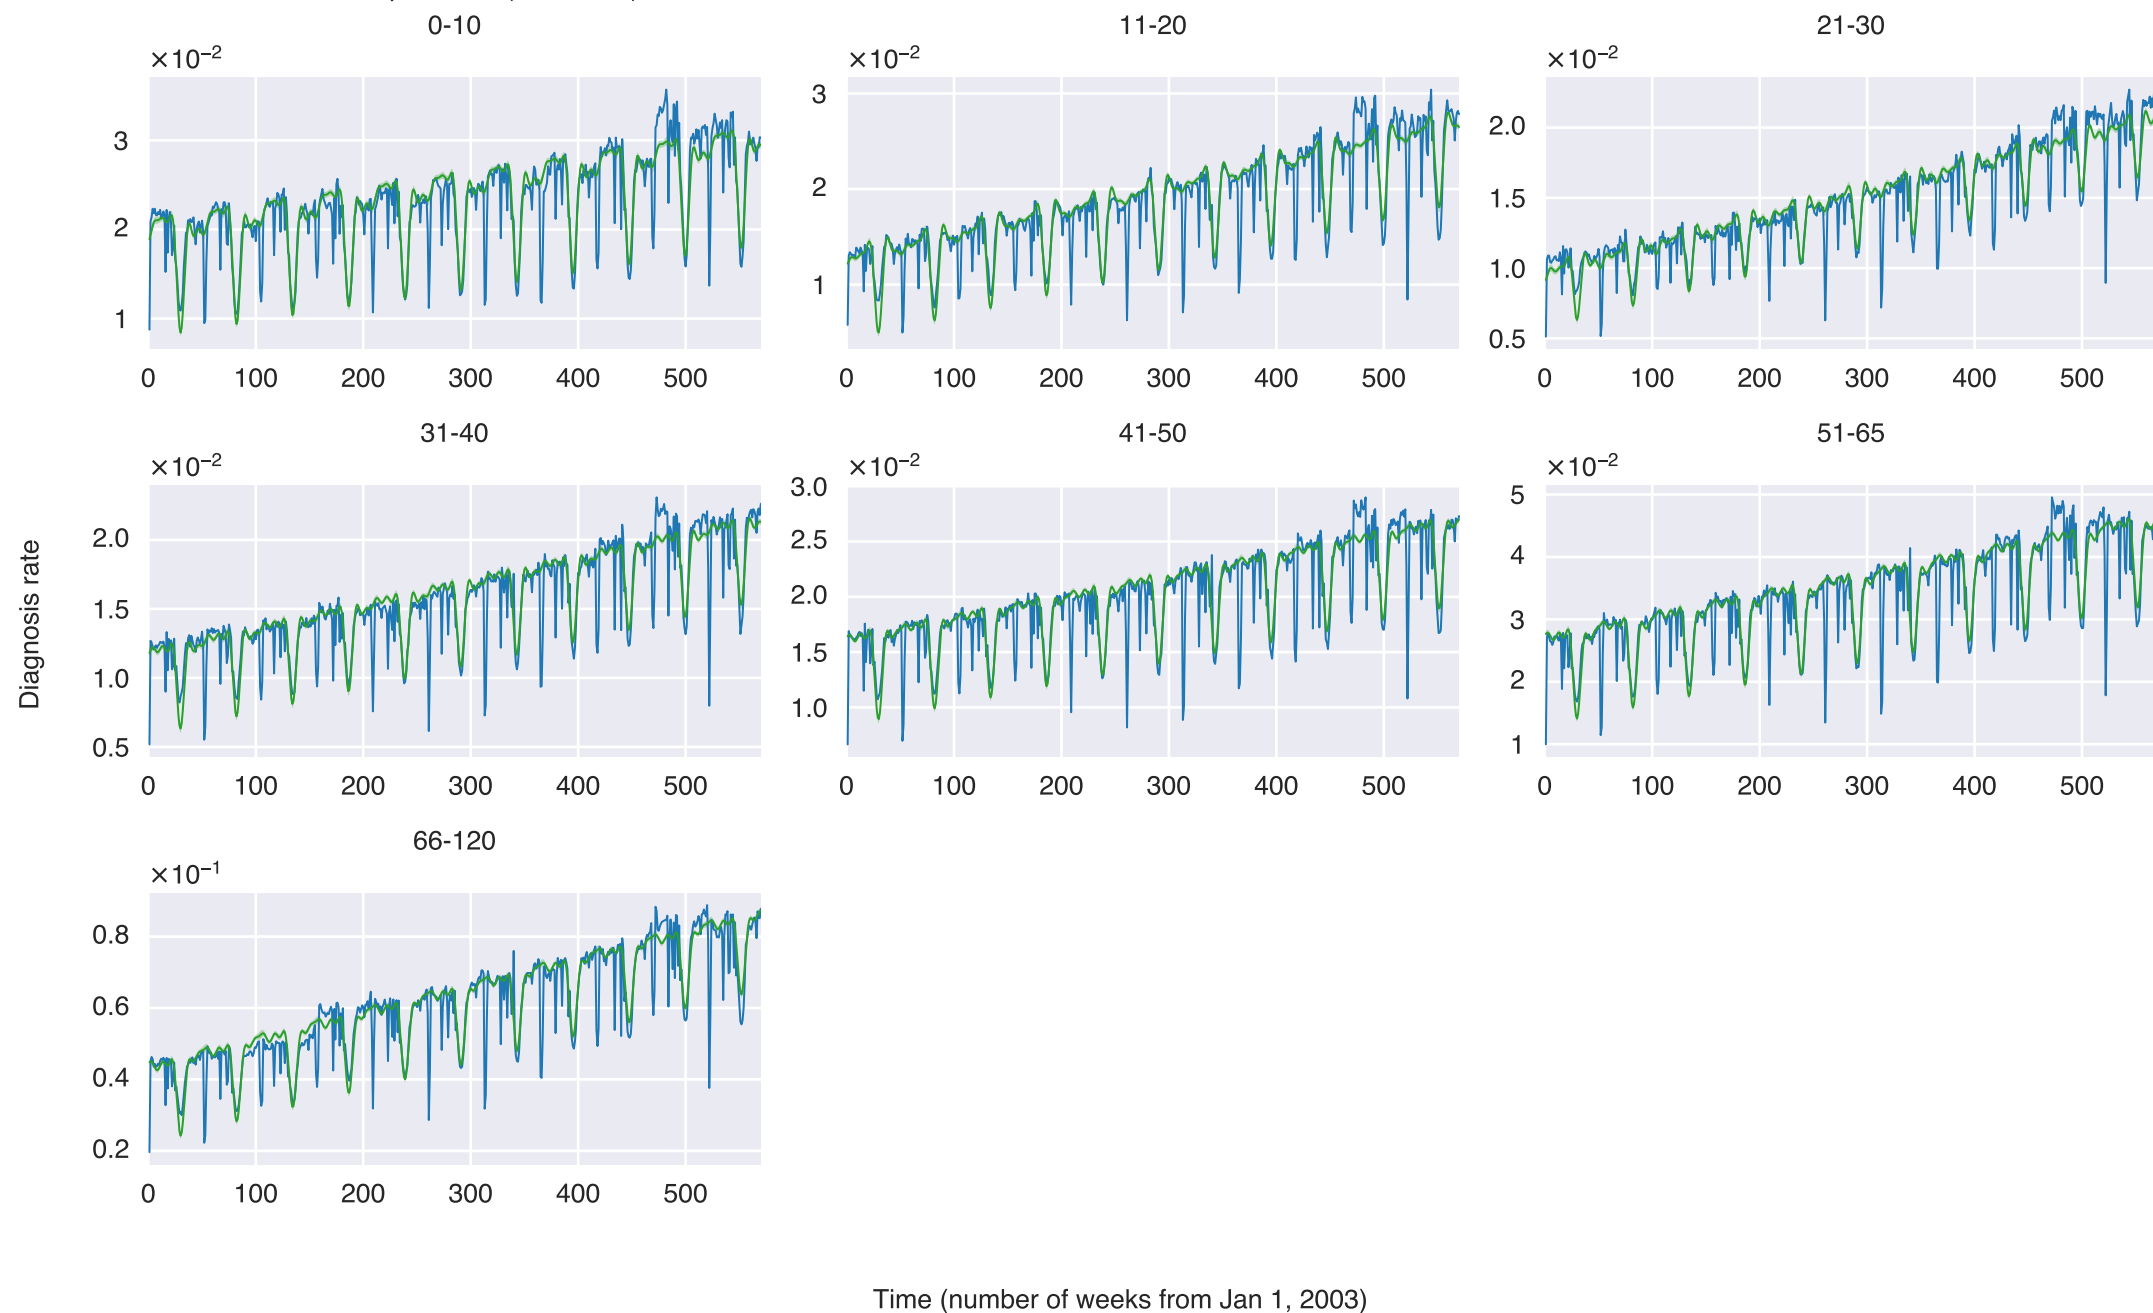 0-10 11-20 21-30
×10⁻² ×10⁻² ×10⁻²
3 2 1
0 100 200 300 400 500
3 2 1
0 100 200 300 400 500
2.0 1.5 1.0 0.5
0 100 200 300 400 500
31-40 41-50 51-65
×10⁻² ×10⁻² ×10⁻²
2.0 1.5 1.0 0.5
0 100 200 300 400 500
3.0 2.5 2.0 1.5 1.0
0 100 200 300 400 500
5 4 3 2 1
0 100 200 300 400 500
Diagnosis rate
66-120
×10⁻¹
0.8 0.6 0.4 0.2
0 100 200 300 400 500
Time (number of weeks from Jan 1, 2003)